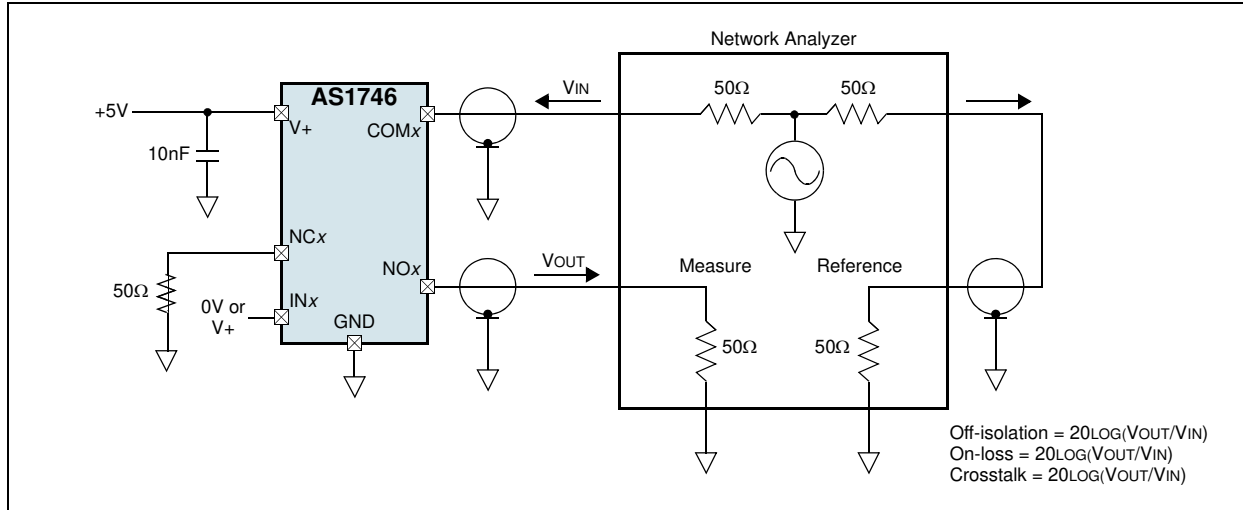 Network Analyzer
AS1746
+5V
V+
COMx
10nF
VIN
50Ω
50Ω
NCx
NOx
50Ω
INx
0V or
V+
GND
VOUT
Measure
Reference
50Ω
50Ω
Off-isolation = 20LOG(VOUT/VIN)
On-loss = 20LOG(VOUT/VIN)
Crosstalk = 20LOG(VOUT/VIN)